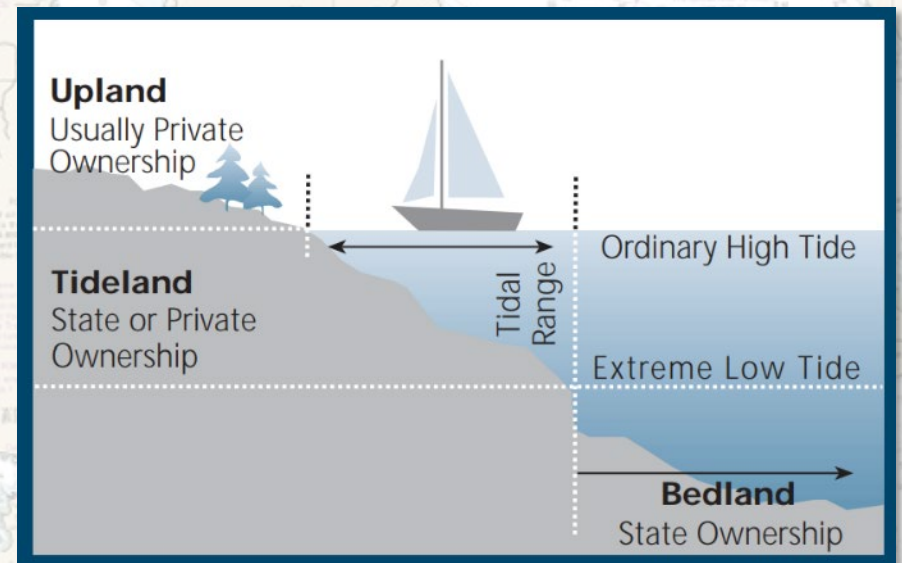 Upland
Usually Private
Ownership
Ordinary High Tide
Tidal
Range
Tideland
State or Private
Ownership
Extreme Low Tide
Bedland
State Ownership